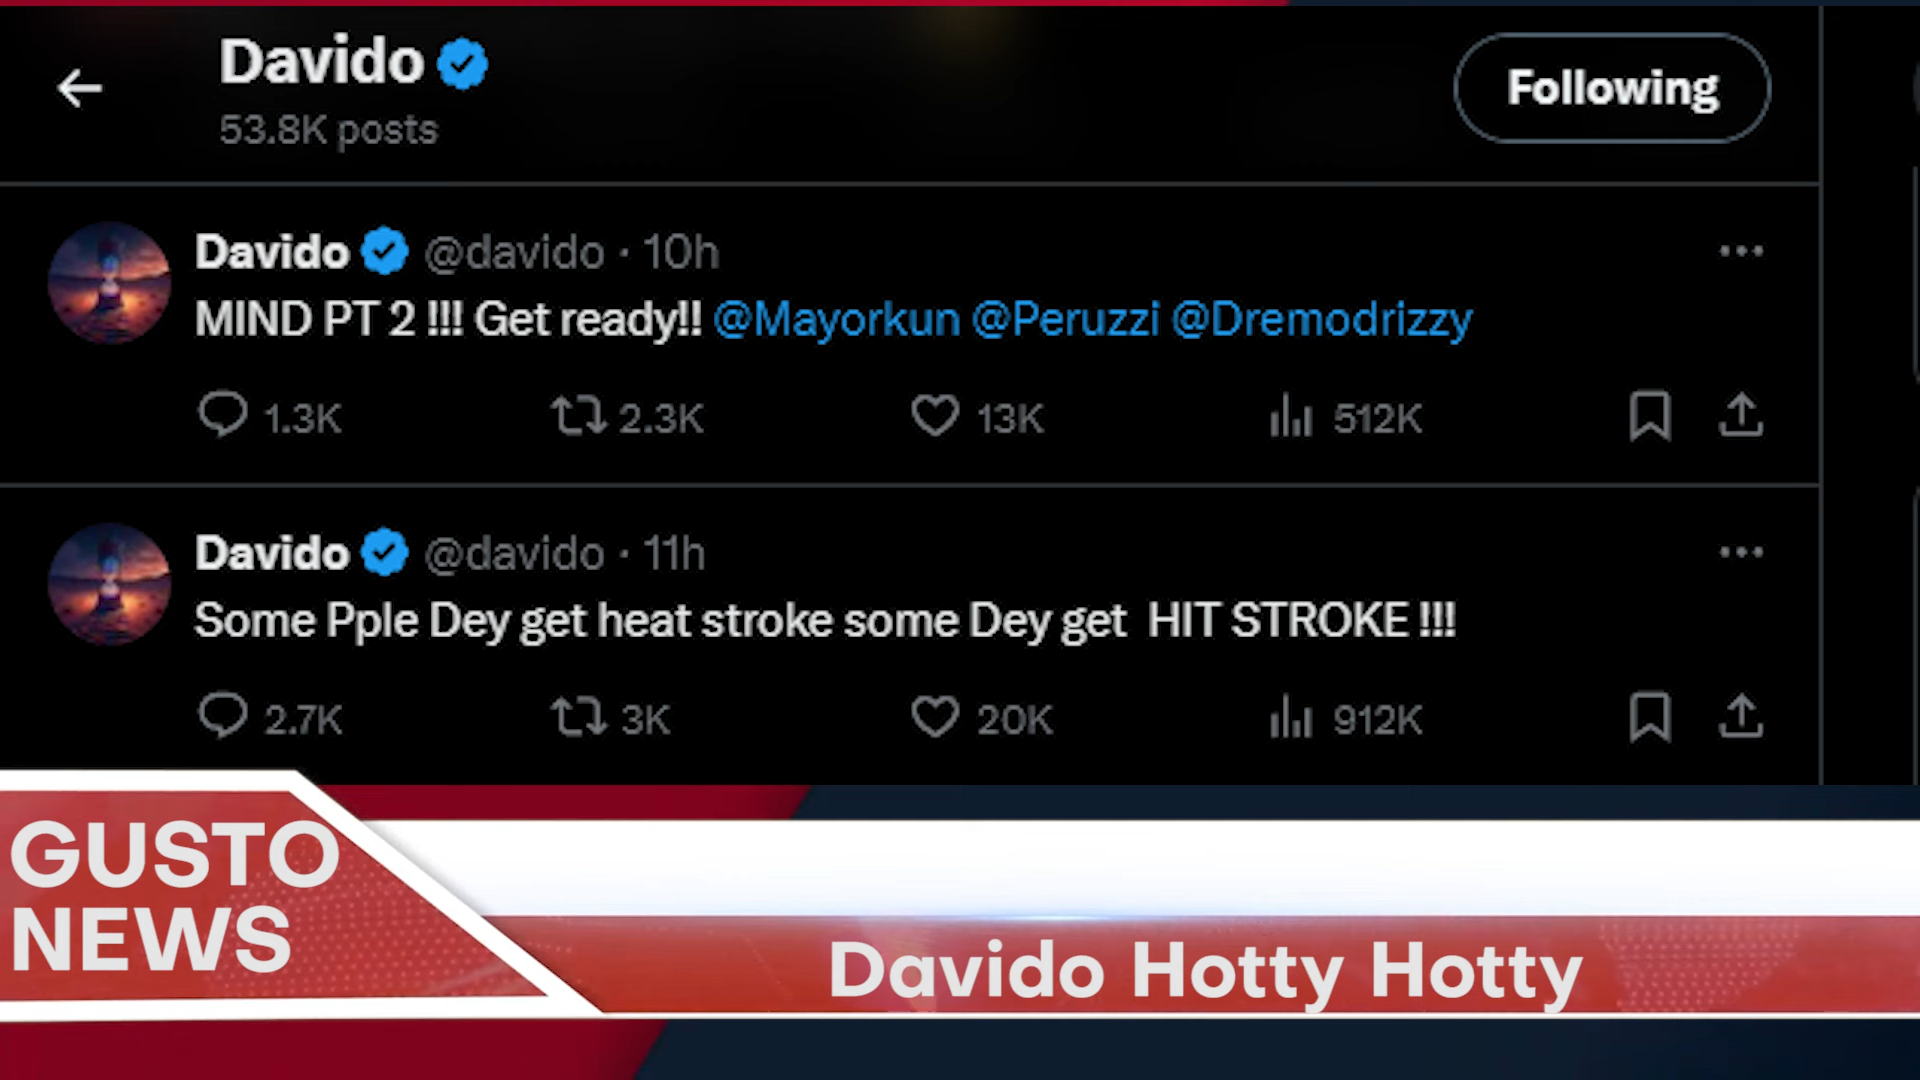 Davido
53.8K posts
Following
Davido @davido · 10h
MIND PT 2 !!! Get ready!! @Mayorkun @Peruzzi @Dremodrizzy
1.3K 2.3K 13K 512K
Davido @davido · 11h
Some Pple Dey get heat stroke some Dey get  HIT STROKE !!!
2.7K 3K 20K 912K
GUSTO
NEWS
Davido Hotty Hotty